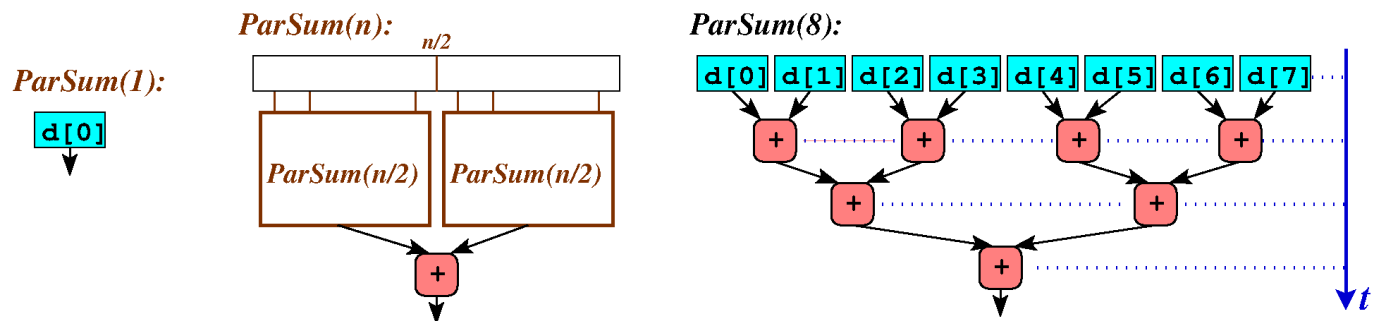 ParSum(1):
d[0]
ParSum(n):
n/2
ParSum(n/2) ParSum(n/2)
+
ParSum(8):
d[0] d[1] d[2] d[3] d[4] d[5] d[6] d[7]
+ + + +
+ +
+
t